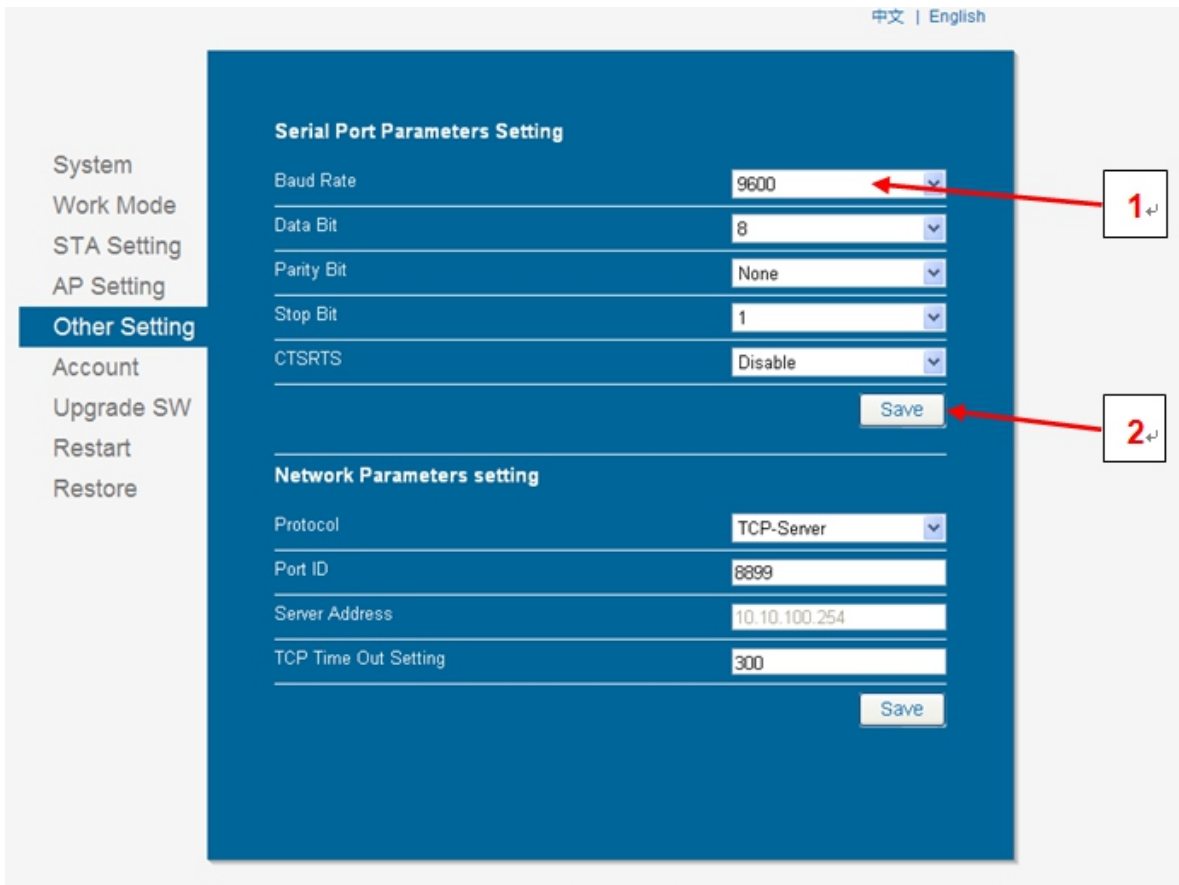 中文 | English
System
Work Mode
STA Setting
AP Setting
Other Setting
Account
Upgrade SW
Restart
Restore
Serial Port Parameters Setting
Baud Rate 9600
Data Bit 8
Parity Bit None
Stop Bit 1
CTSRTS Disable
Save
Network Parameters setting
Protocol TCP-Server
Port ID 8899
Server Address 10.10.100.254
TCP Time Out Setting 300
Save
1↵
2↵